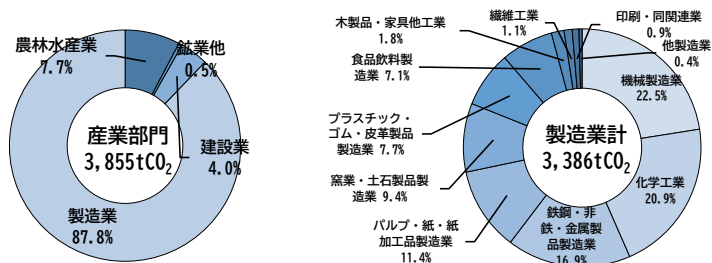 農林水産業
7.7%
鉱業他
0.5%
建設業
4.0%
産業部門
3,855tCO2
製造業
87.8%
木製品・家具他工業
1.8%
繊維工業
1.1%
印刷・同関連業
0.9%
他製造業
0.4%
食品飲料製
造業 7.1%
機械製造業
22.5%
プラスチック・
ゴム・皮革製品
製造業 7.7%
製造業計
3,386tCO2
窯業・土石製品製
造業 9.4%
化学工業
20.9%
パルプ・紙・紙
加工品製造業
11.4%
鉄鋼・非
鉄・金属製
品製造業
16.9%